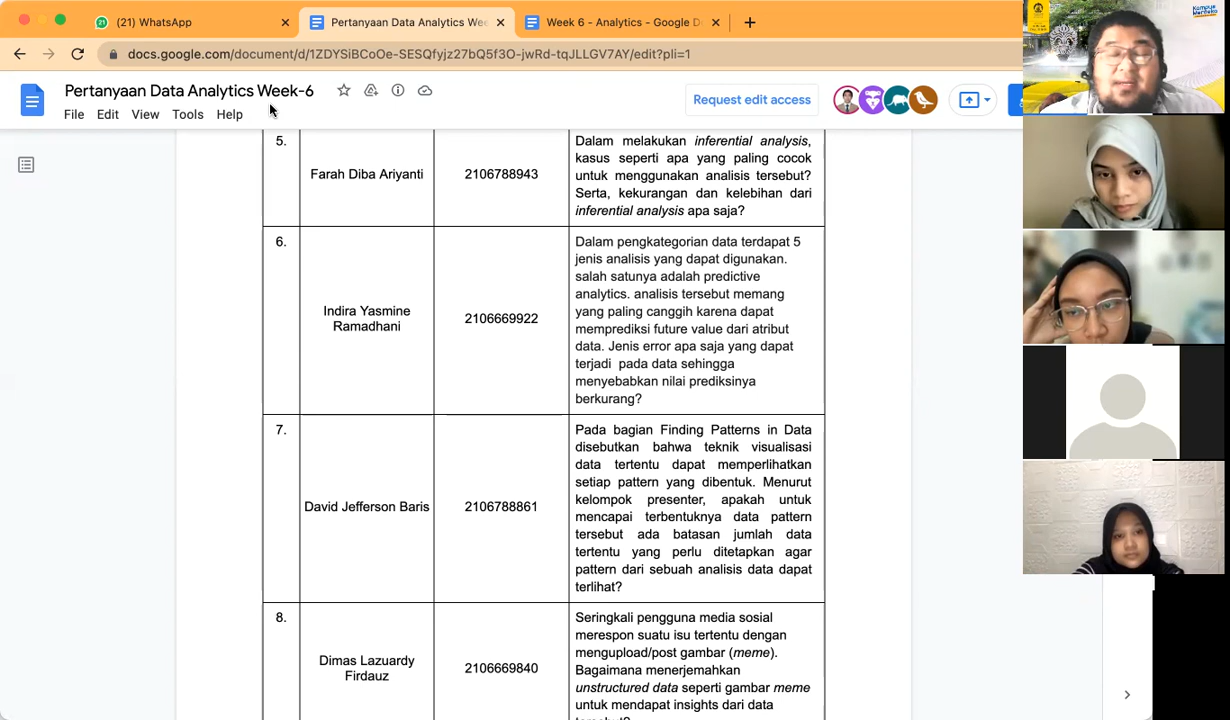 (21) WhatsApp
Pertanyaan Data Analytics Wee
Week 6 - Analytics - Google D
docs.google.com/document/d/1ZDYSiBCoOe-SESQfyjz27bQ5f3O-jwRd-tqJLLGV7AY/edit?pli=1
Pertanyaan Data Analytics Week-6
File Edit View Tools Help
Request edit access
Kampus
Merdeka
5.
Farah Diba Ariyanti
2106788943
Dalam melakukan inferential analysis,
kasus seperti apa yang paling cocok
untuk menggunakan analisis tersebut?
Serta, kekurangan dan kelebihan dari
inferential analysis apa saja?
6.
Indira Yasmine
Ramadhani
2106669922
Dalam pengkategorian data terdapat 5
jenis analisis yang dapat digunakan.
salah satunya adalah predictive
analytics. analisis tersebut memang
yang paling canggih karena dapat
memprediksi future value dari atribut
data. Jenis error apa saja yang dapat
terjadi pada data sehingga
menyebabkan nilai prediksinya
berkurang?
7.
David Jefferson Baris
2106788861
Pada bagian Finding Patterns in Data
disebutkan bahwa teknik visualisasi
data tertentu dapat memperlihatkan
setiap pattern yang dibentuk. Menurut
kelompok presenter, apakah untuk
mencapai terbentuknya data pattern
tersebut ada batasan jumlah data
tertentu yang perlu ditetapkan agar
pattern dari sebuah analisis data dapat
terlihat?
8.
Dimas Lazuardy
Firdauz
2106669840
Seringkali pengguna media sosial
merespon suatu isu tertentu dengan
mengupload/post gambar (meme).
Bagaimana menerjemahkan
unstructured data seperti gambar meme
untuk mendapat insights dari data
tersebut?